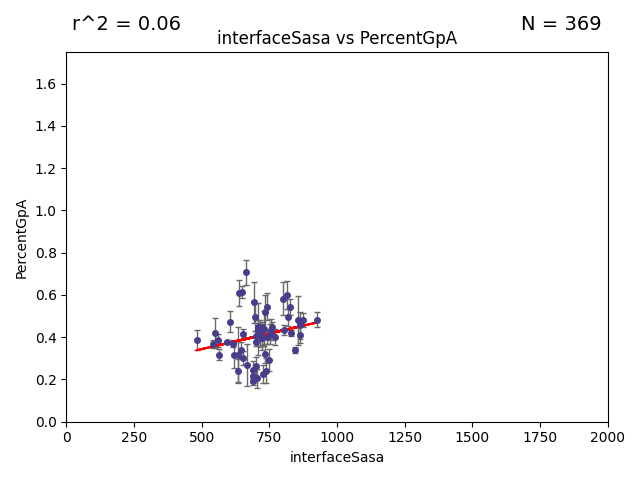 r^2 = 0.06
N = 369
interfaceSasa vs PercentGpA
PercentGpA
1.6
1.4
1.2
1.0
0.8
0.6
0.4
0.2
0.0
0 250 500 750 1000 1250 1500 1750 2000
interfaceSasa